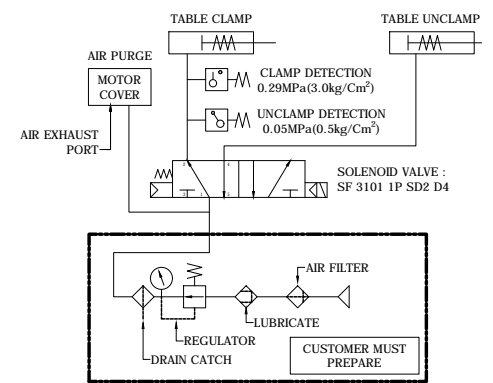 TABLE CLAMP
TABLE UNCLAMP
AIR PURGE
MOTOR
COVER
CLAMP DETECTION
0.29MPa(3.0kg/Cm²)
UNCLAMP DETECTION
0.05MPa(0.5kg/Cm²)
AIR EXHAUST
PORT
SOLENOID VALVE :
SF 3101 1P SD2 D4
AIR FILTER
LUBRICATE
REGULATOR
DRAIN CATCH
CUSTOMER MUST
PREPARE